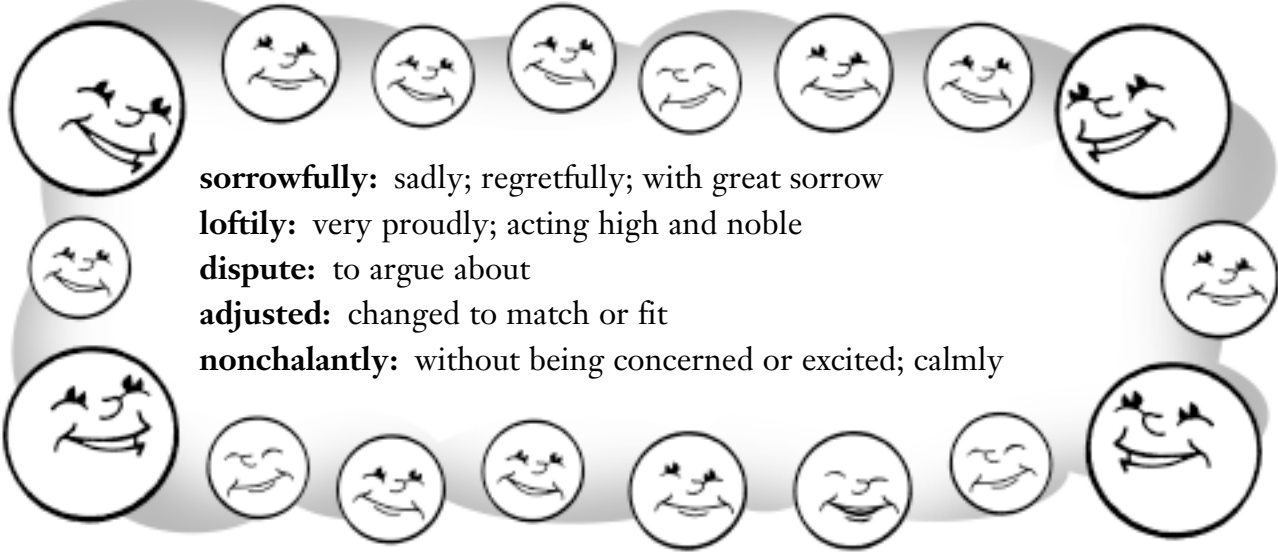 sorrowfully: sadly; regretfully; with great sorrow
loftily: very proudly; acting high and noble
dispute: to argue about
adjusted: changed to match or fit
nonchalantly: without being concerned or excited; calmly